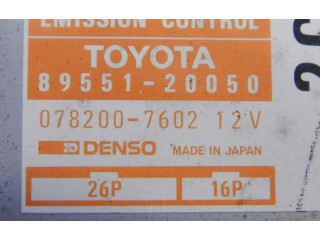 EMISSION CONTROL
TOYOTA
89551-20050
078200-7602 12V
DENSO MADE IN JAPAN
26P 16P